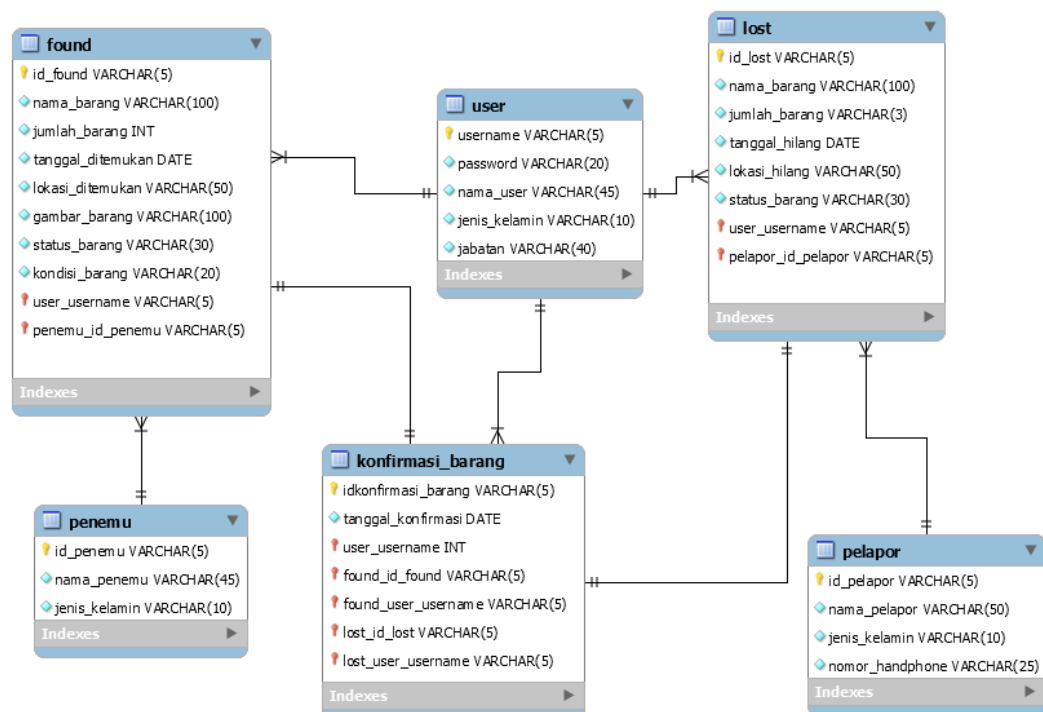 found
id_found VARCHAR(5)
nama_barang VARCHAR(100)
jumlah_barang INT
tanggal_ditemukan DATE
lokasi_ditemukan VARCHAR(50)
gambar_barang VARCHAR(100)
status_barang VARCHAR(30)
kondisi_barang VARCHAR(20)
user_username VARCHAR(5)
penemu_id_penemu VARCHAR(5)
Indexes
user
username VARCHAR(5)
password VARCHAR(20)
nama_user VARCHAR(45)
jenis_kelamin VARCHAR(10)
jabatan VARCHAR(40)
Indexes
lost
id_lost VARCHAR(5)
nama_barang VARCHAR(100)
jumlah_barang VARCHAR(3)
tanggal_hilang DATE
lokasi_hilang VARCHAR(50)
status_barang VARCHAR(30)
user_username VARCHAR(5)
pelapor_id_pelapor VARCHAR(5)
Indexes
penemu
id_penemu VARCHAR(5)
nama_penemu VARCHAR(45)
jenis_kelamin VARCHAR(10)
Indexes
konfirmasi_barang
idkonfirmasi_barang VARCHAR(5)
tanggal_konfirmasi DATE
user_username INT
found_id_found VARCHAR(5)
found_user_username VARCHAR(5)
lost_id_lost VARCHAR(5)
lost_user_username VARCHAR(5)
Indexes
pelapor
id_pelapor VARCHAR(5)
nama_pelapor VARCHAR(50)
jenis_kelamin VARCHAR(10)
nomor_handphone VARCHAR(25)
Indexes